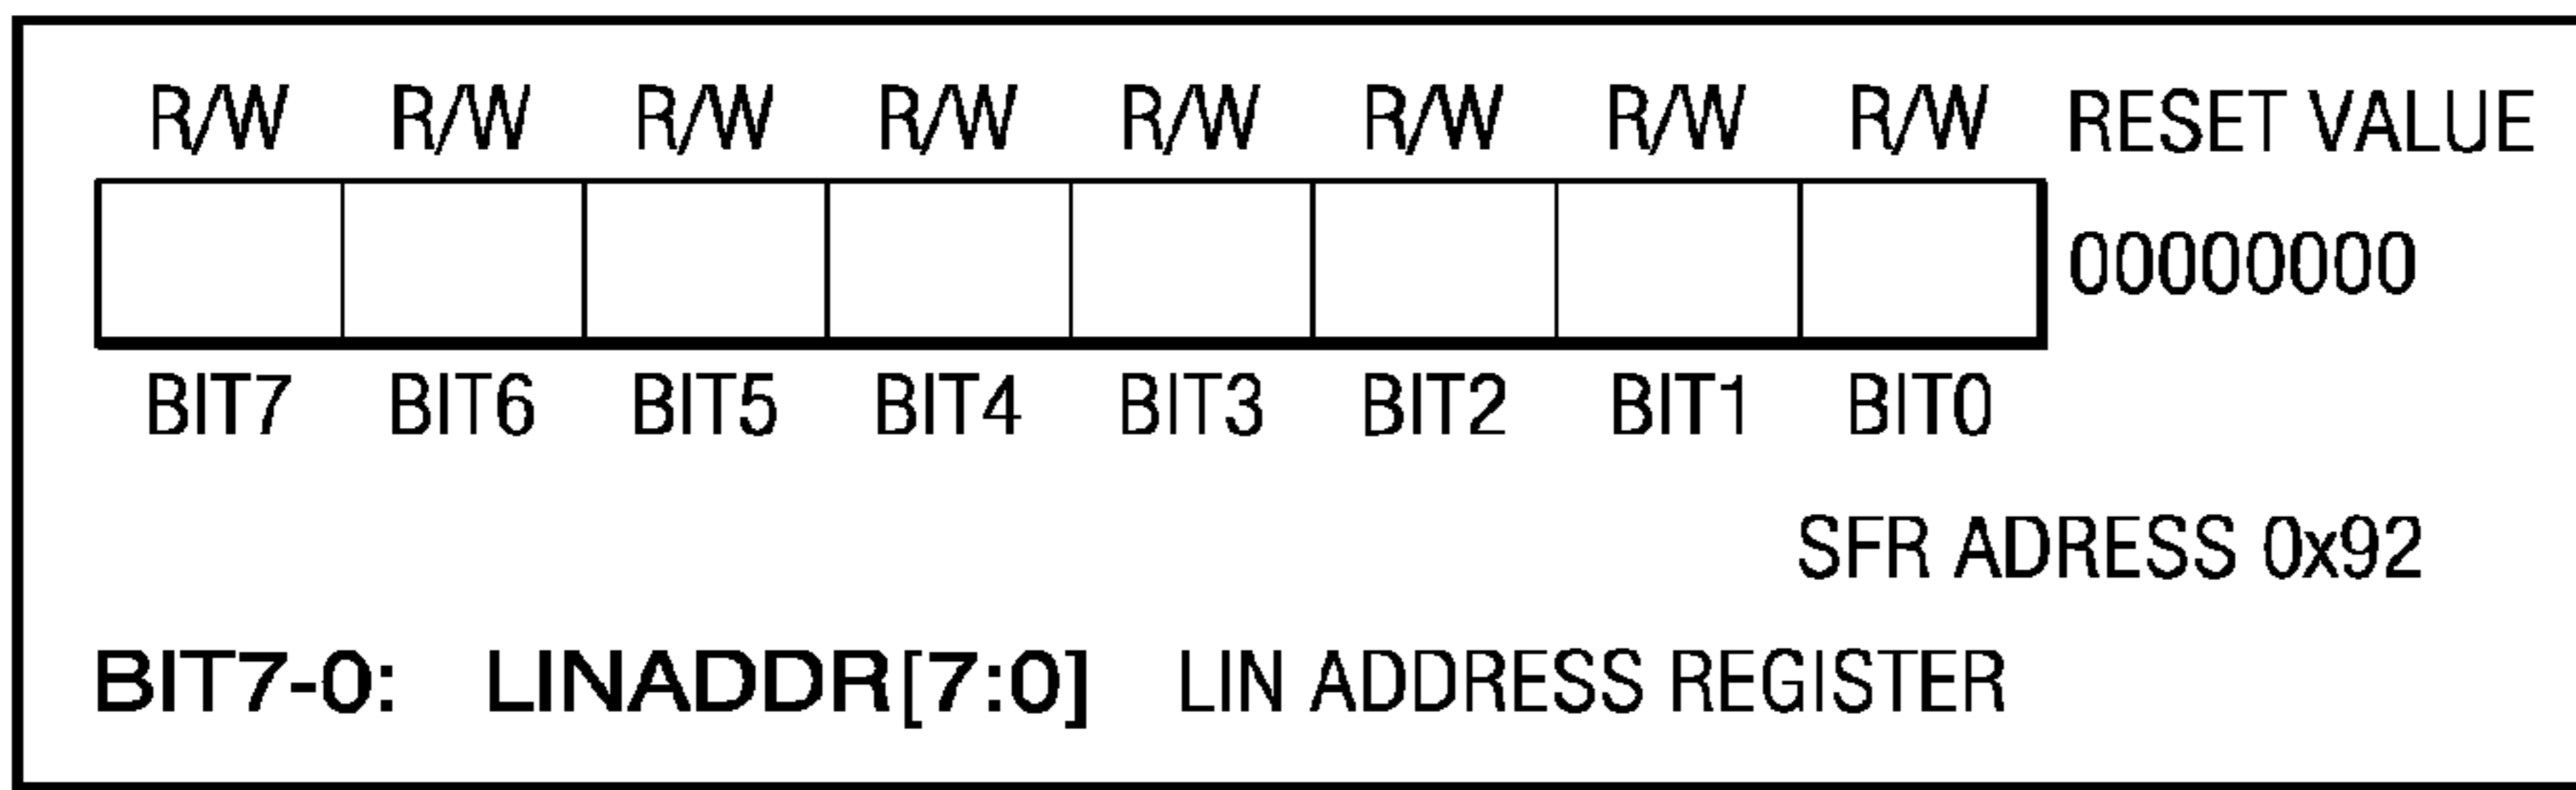 R/W R/W R/W R/W R/W R/W R/W R/W RESET VALUE
00000000
BIT7 BIT6 BIT5 BIT4 BIT3 BIT2 BIT1 BIT0
SFR ADRESS 0x92
BIT7-0: LINADDR[7:0] LIN ADDRESS REGISTER